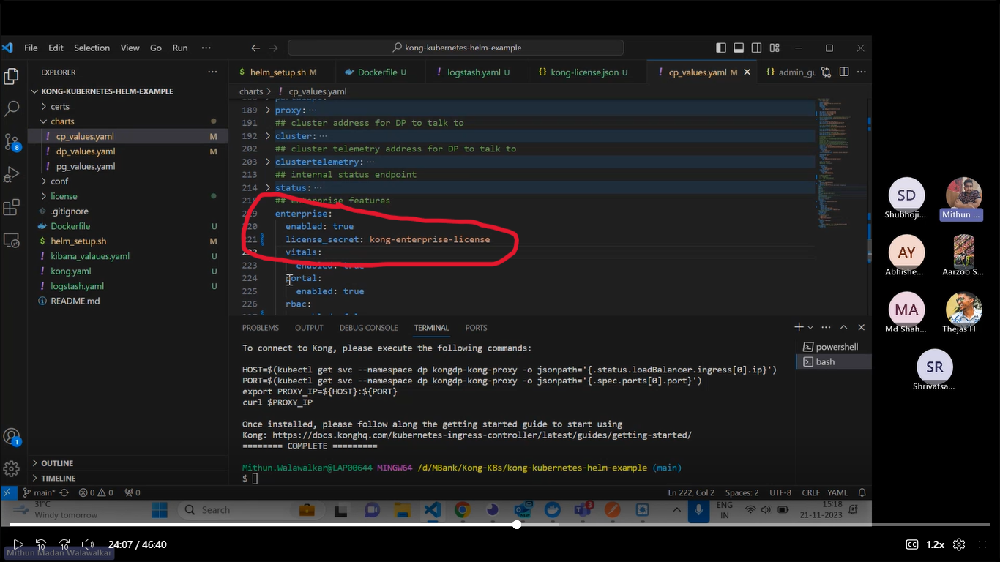 File Edit Selection View Go Run ···
kong-kubernetes-helm-example
EXPLORER
KONG-KUBERNETES-HELM-EXAMPLE
certs
charts
cp_values.yaml M
dp_values.yaml M
pg_values.yaml
conf
license
.gitignore
Dockerfile U
helm_setup.sh M
kibana_valaues.yaml U
kong.yaml U
logstash.yaml U
README.md
OUTLINE
TIMELINE
8
1
$ helm_setup.sh M
Dockerfile U
! logstash.yaml U
{} kong-license.json U
! cp_values.yaml M
{} admin_gu
charts > ! cp_values.yaml
189 proxy: ···
191 ## cluster address for DP to talk to
192 cluster: ···
202 ## cluster telemetry address for DP to talk to
203 clustertelemetry: ···
213 ## internal status endpoint
214 status: ···
218 ## enterprise features
enterprise:
enabled: true
221 license_secret: kong-enterprise-license
222 vitals:
223 enabled: true
224 portal:
225 enabled: true
226 rbac:
PROBLEMS OUTPUT DEBUG CONSOLE TERMINAL PORTS
powershell
bash
To connect to Kong, please execute the following commands:
HOST=$(kubectl get svc --namespace dp kongdp-kong-proxy -o jsonpath='{.status.loadBalancer.ingress[0].ip}')
PORT=$(kubectl get svc --namespace dp kongdp-kong-proxy -o jsonpath='{.spec.ports[0].port}')
export PROXY_IP=${HOST}:${PORT}
curl $PROXY_IP
Once installed, please follow along the getting started guide to start using
Kong: https://docs.konghq.com/kubernetes-ingress-controller/latest/guides/getting-started/
======== COMPLETE =========
Mithun.Walawalkar@LAP00644 MINGW64 /d/MBank/Kong-K8s/kong-kubernetes-helm-example (main)
$
main* 0 0 0
Ln 222, Col 2 Spaces: 2 UTF-8 CRLF YAML
31°C
Windy tomorrow
Search
3
ENG
IN
15:18
21-11-2023
SD
Shubhoji...
Mithun ...
AY
Abhishe...
Aarzoo S...
MA
Md Shah...
Thejas H
SR
Shrivatsa...
10 10 24:07 / 46:40
1.2x
Mithun Madan Walawalkar